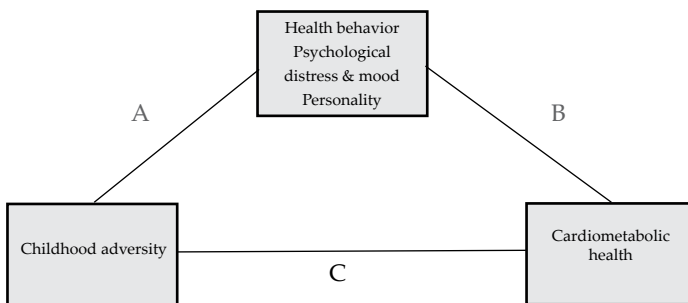 Health behavior
Psychological
distress & mood
Personality
A
B
Childhood adversity
Cardiometabolic
health
C